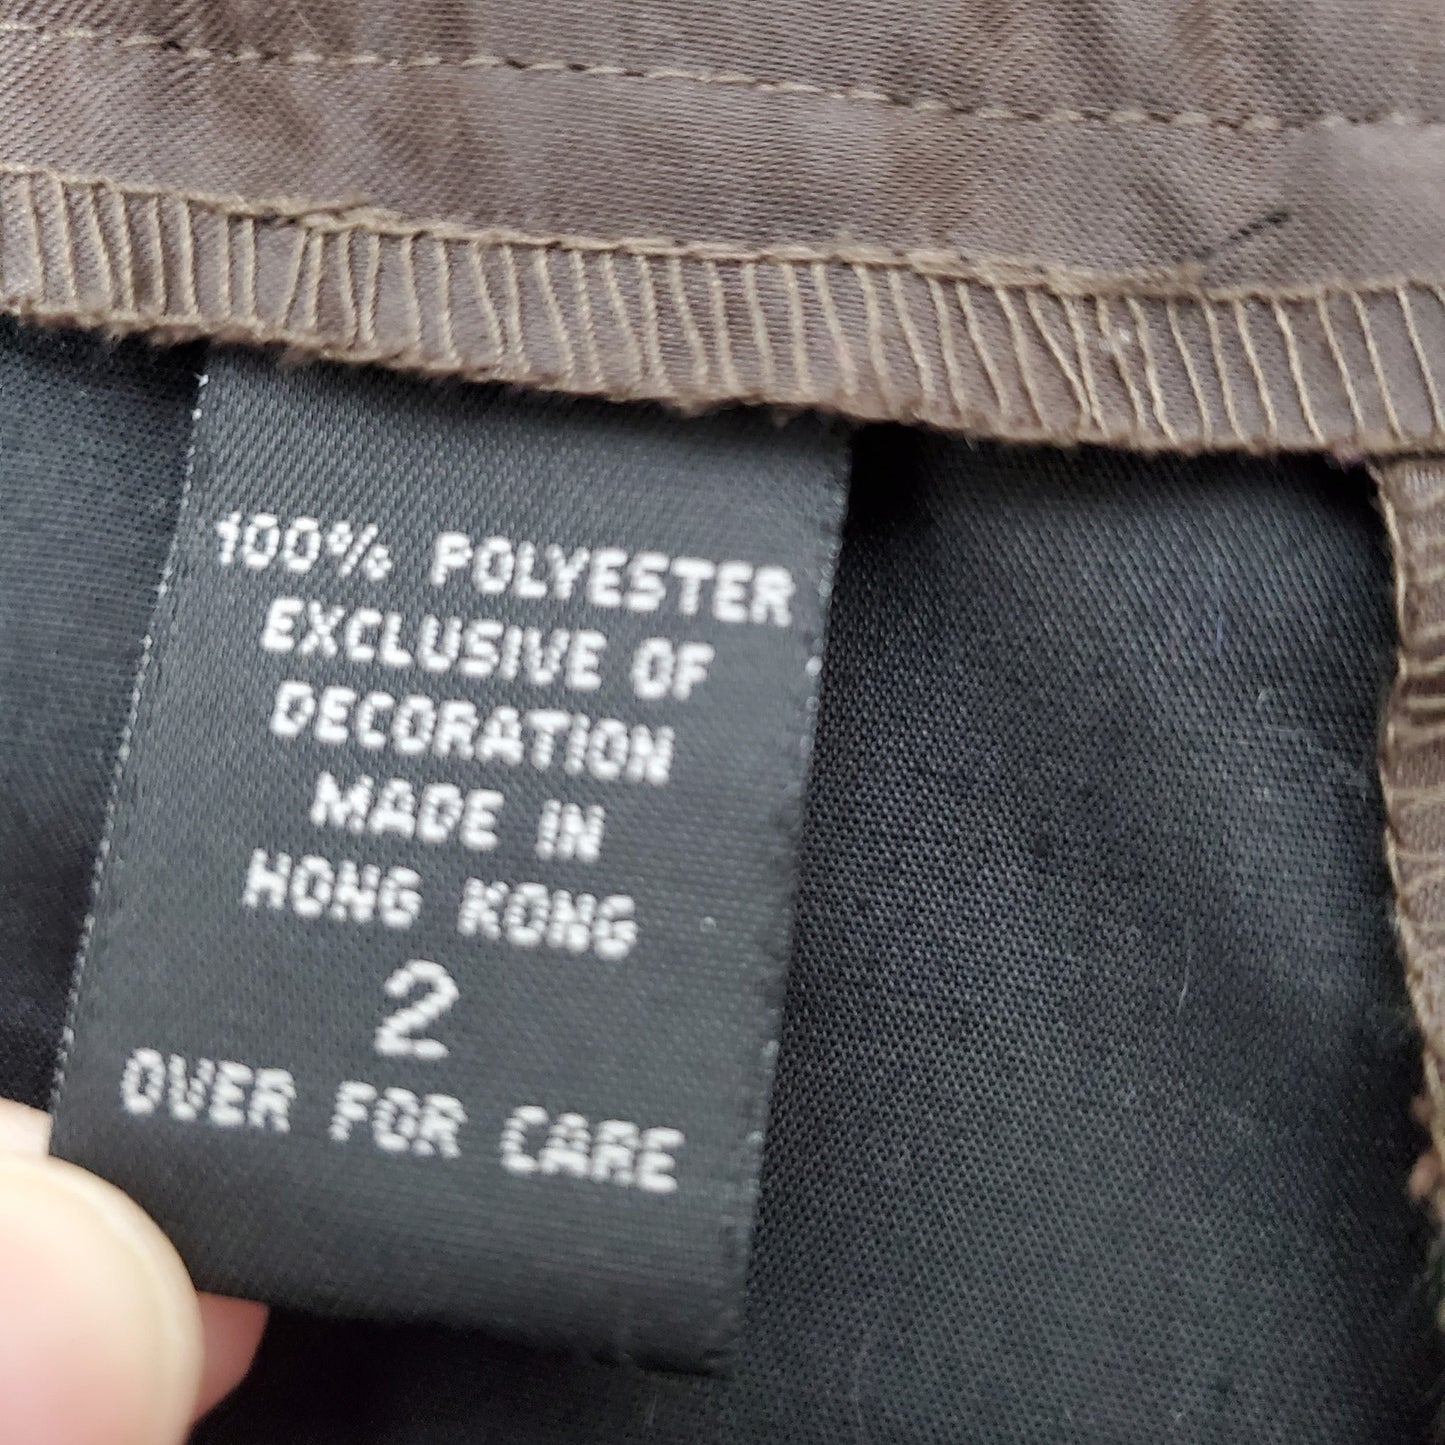 100% POLYESTER
EXCLUSIVE OF
DECORATION
MADE IN
HONG KONG
2
OVER FOR CARE